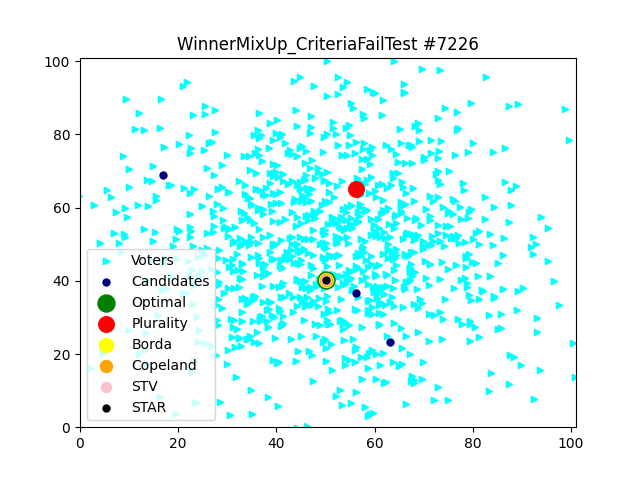 WinnerMixUp_CriteriaFailTest #7226
100
80
60
40
20
0
Voters
Candidates
Optimal
Plurality
Borda
Copeland
STV
STAR
0 20 40 60 80 100